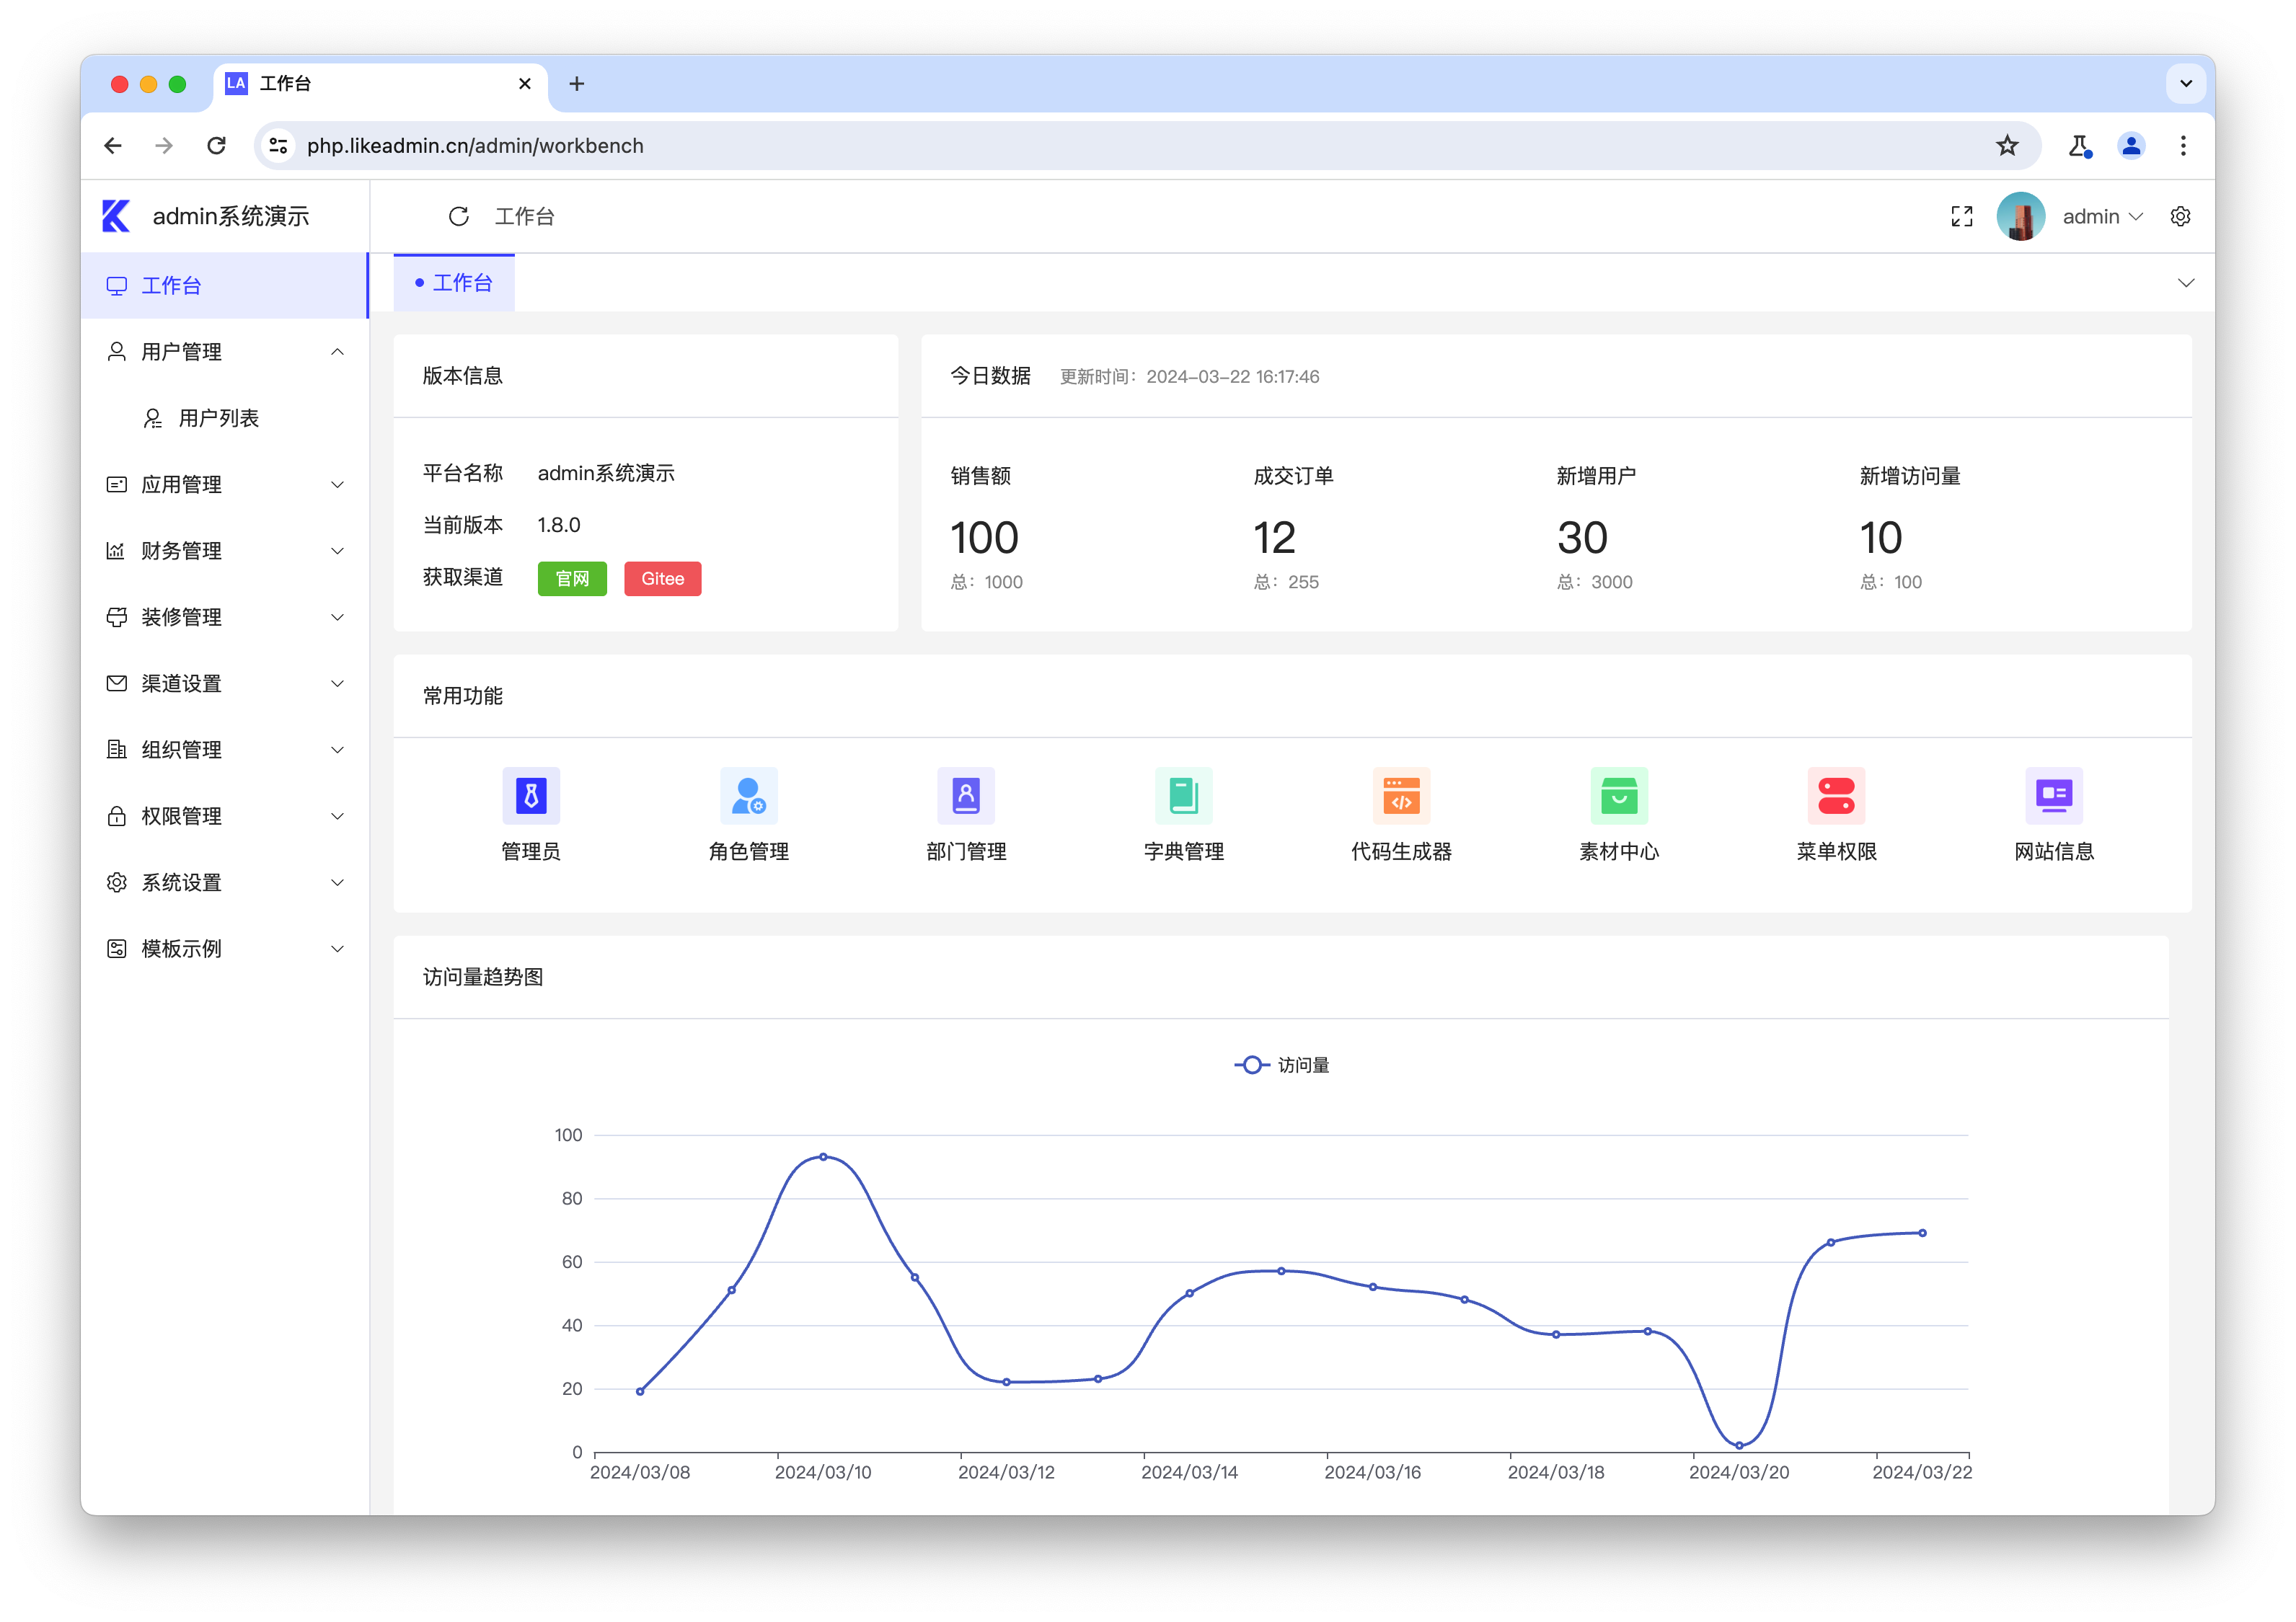 LA 工作台
php.likeadmin.cn/admin/workbench
admin系统演示
工作台
admin
工作台
用户管理
用户列表
应用管理
财务管理
装修管理
渠道设置
组织管理
权限管理
系统设置
模板示例
工作台
版本信息
平台名称 admin系统演示
当前版本 1.8.0
获取渠道 官网 Gitee
今日数据 更新时间：2024-03-22 16:17:46
销售额 成交订单 新增用户 新增访问量
100 12 30 10
总：1000 总：255 总：3000 总：100
常用功能
管理员 角色管理 部门管理 字典管理 代码生成器 素材中心 菜单权限 网站信息
访问量趋势图
访问量
100
80
60
40
20
0
2024/03/08 2024/03/10 2024/03/12 2024/03/14 2024/03/16 2024/03/18 2024/03/20 2024/03/22